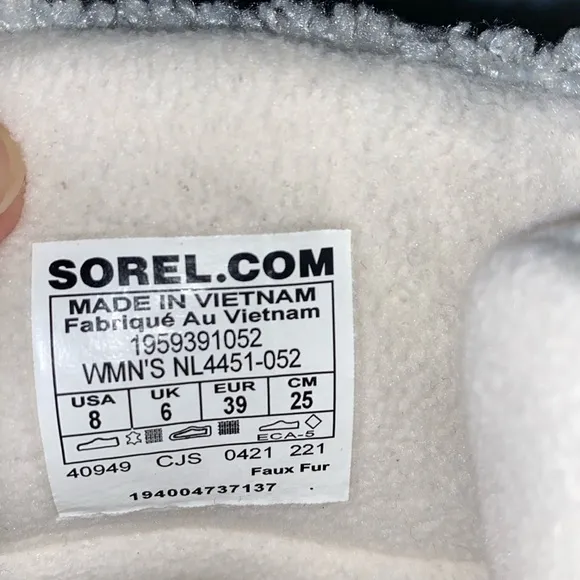 SOREL.COM
MADE IN VIETNAM
Fabriqué Au Vietnam
1959391052
WMN'S NL4451-052
USA UK EUR CM
8 6 39 25
ECA-5
40949 CJS 0421 221
Faux Fur
194004737137